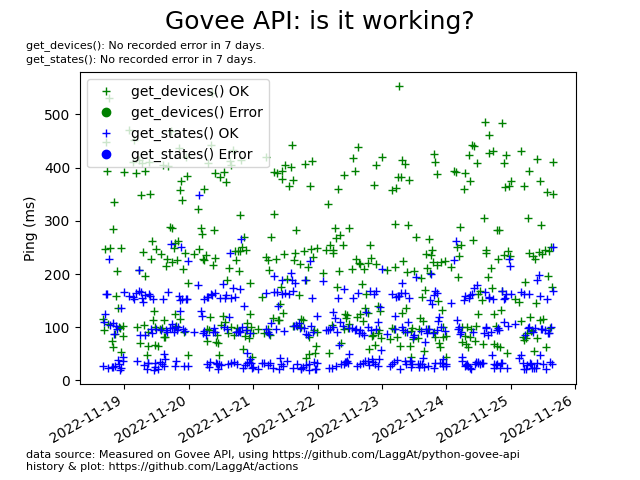 Govee API: is it working?
get_devices(): No recorded error in 7 days.
get_states(): No recorded error in 7 days.
get_devices() OK
get_devices() Error
get_states() OK
get_states() Error
Ping (ms)
500
400
300
200
100
0
2022-11-19
2022-11-20
2022-11-21
2022-11-22
2022-11-23
2022-11-24
2022-11-25
2022-11-26
data source: Measured on Govee API, using https://github.com/LaggAt/python-govee-api
history & plot: https://github.com/LaggAt/actions